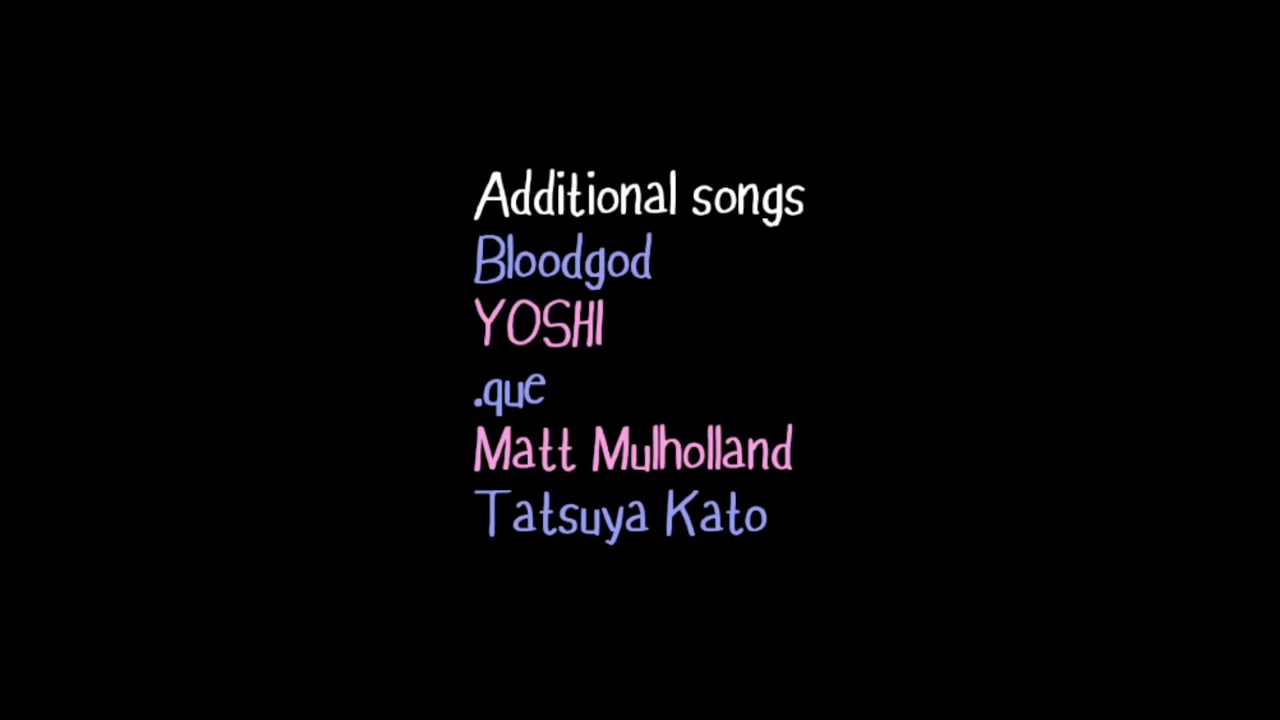 Additional songs
Bloodgod
YOSHI
.que
Matt Mulholland
Tatsuya Kato